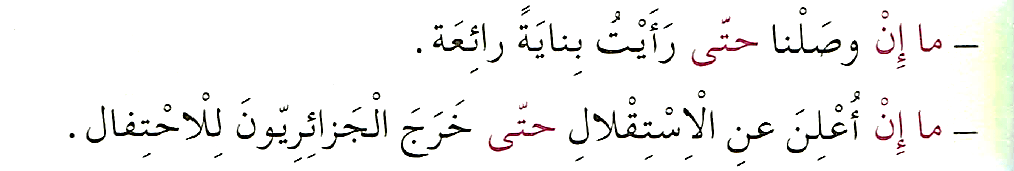 – ما إِنْ وصَلْنا حتّى رَأَيْتُ بِنايَةً رائِعَة .
– ما إِنْ أُعْلِنَ عنِ الْاِسْتِقْلالِ حتّى خَرَجَ الْجَزائِرِيّونَ لِلْاحْتِفال .